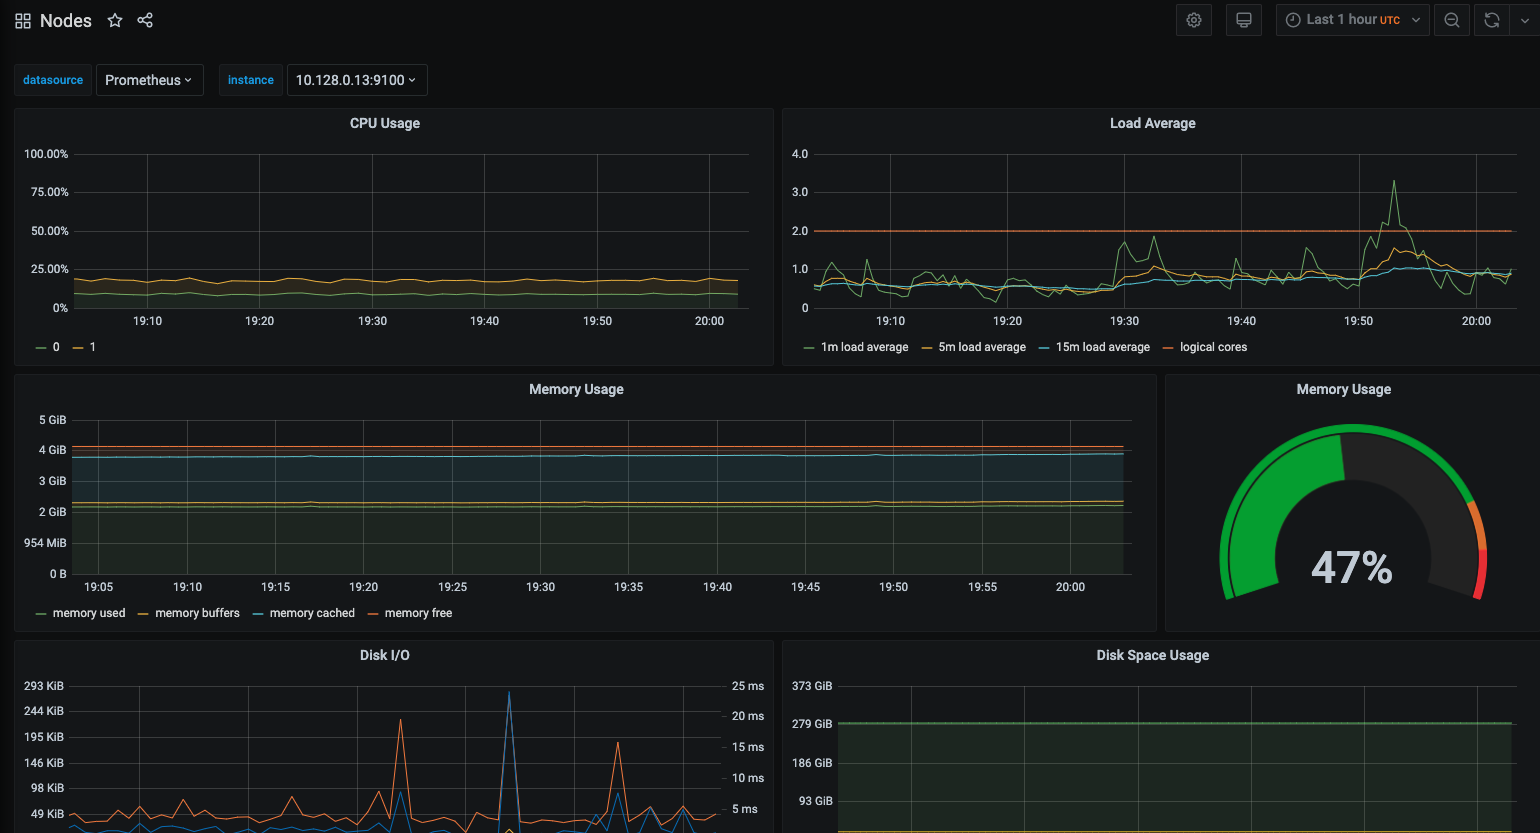 Nodes
Last 1 hour UTC
datasource Prometheus instance 10.128.0.13:9100
CPU Usage
100.00%
75.00%
50.00%
25.00%
0%
19:10 19:20 19:30 19:40 19:50 20:00
0 1
Load Average
4.0
3.0
2.0
1.0
0
19:10 19:20 19:30 19:40 19:50 20:00
1m load average 5m load average 15m load average logical cores
Memory Usage
5 GiB
4 GiB
3 GiB
2 GiB
954 MiB
0 B
19:05 19:10 19:15 19:20 19:25 19:30 19:35 19:40 19:45 19:50 19:55 20:00
memory used memory buffers memory cached memory free
Memory Usage
47%
Disk I/O
293 KiB
244 KiB
195 KiB
146 KiB
98 KiB
49 KiB
25 ms
20 ms
15 ms
10 ms
5 ms
Disk Space Usage
373 GiB
279 GiB
186 GiB
93 GiB